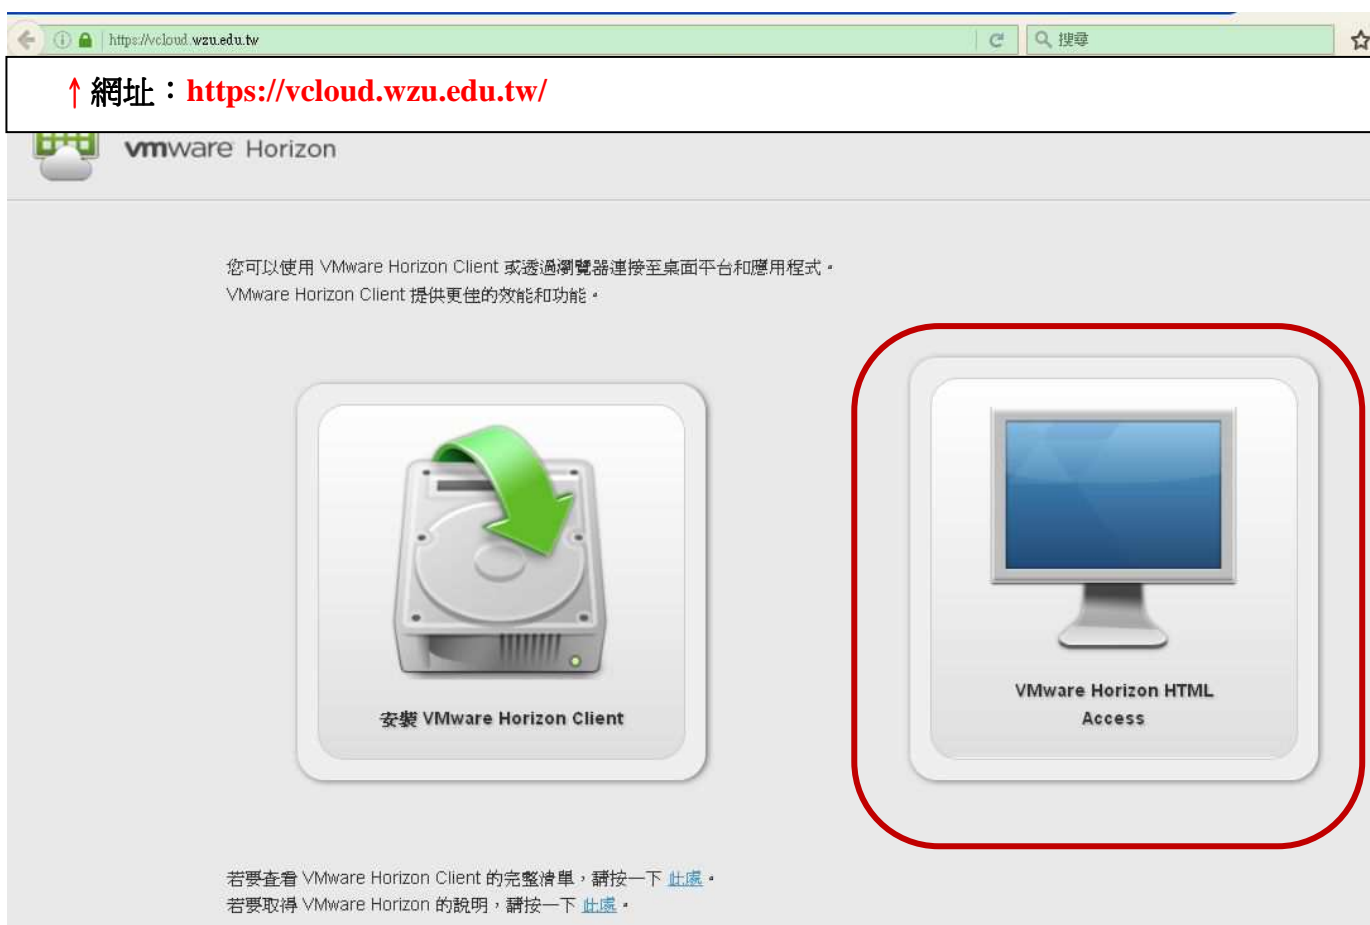 https://vcloud.wzu.edu.tw
搜尋
↑網址：https://vcloud.wzu.edu.tw/
vmware Horizon
您可以使用 VMware Horizon Client 或透過瀏覽器連接至桌面平台和應用程式。
VMware Horizon Client 提供更佳的效能和功能。
安裝 VMware Horizon Client
VMware Horizon HTML
Access
若要查看 VMware Horizon Client 的完整清單，請按一下 此處。
若要取得 VMware Horizon 的說明，請按一下 此處。